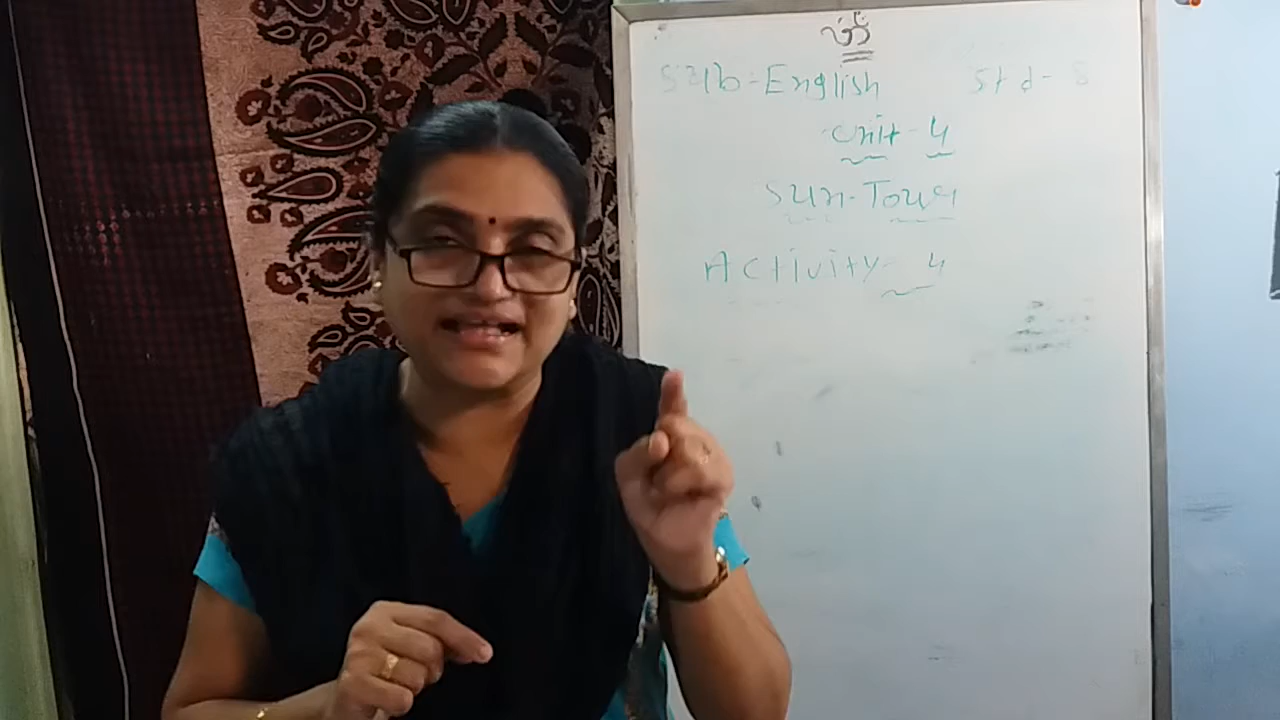 ૐ
Sub - English Std - 8
Unit - 4
Sun - Tour
Activity - 4